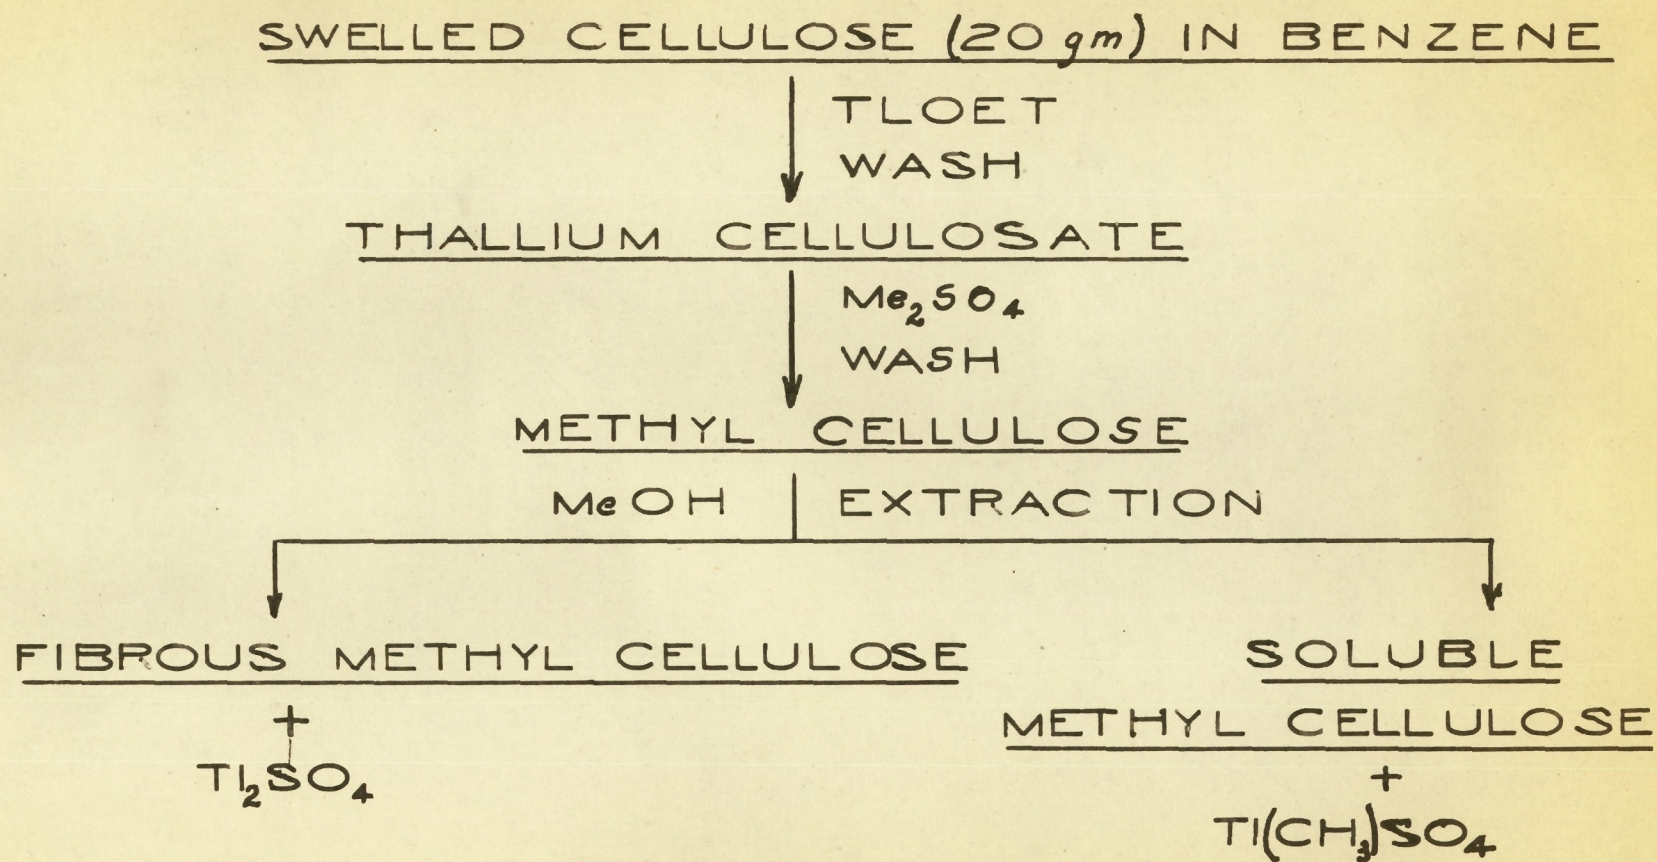 SWELLED CELLULOSE (20 gm) IN BENZENE
TLOET
WASH
THALLIUM CELLULOSATE
Me₂SO₄
WASH
METHYL CELLULOSE
MeOH EXTRACTION
FIBROUS METHYL CELLULOSE
+
Tl₂SO₄
SOLUBLE
METHYL CELLULOSE
+
Tl(CH₃)SO₄